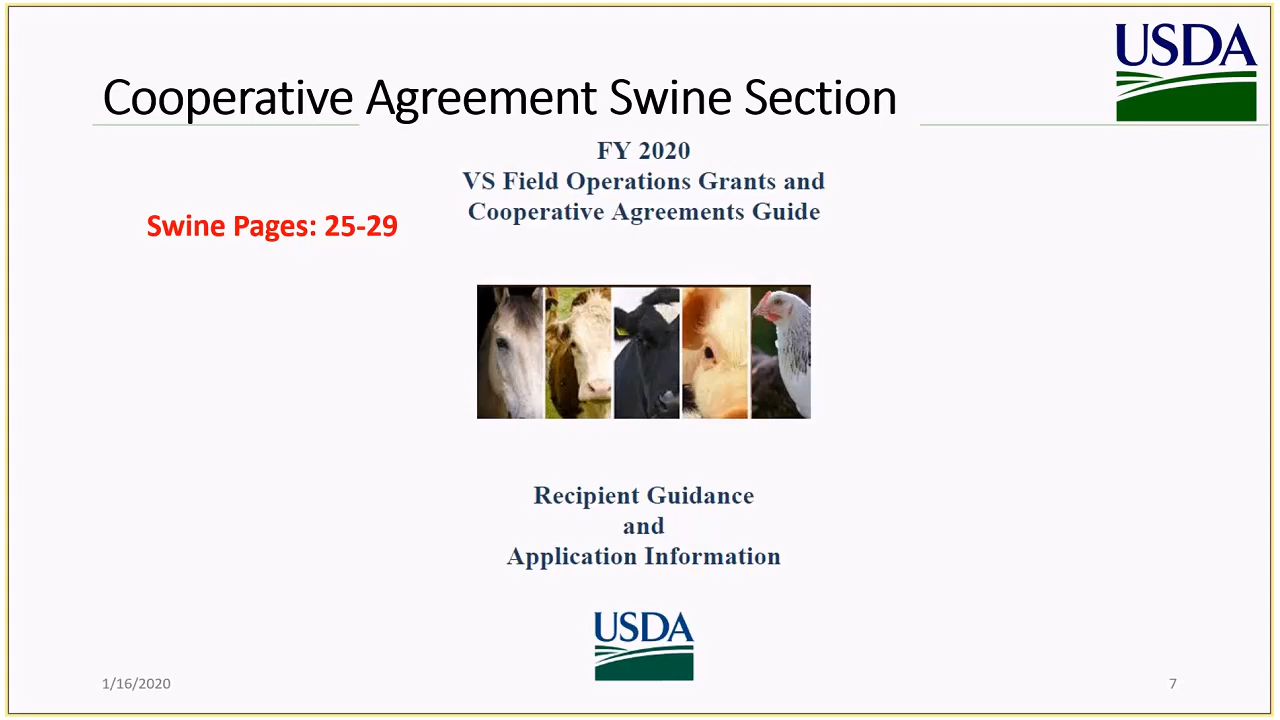 USDA
Cooperative Agreement Swine Section
FY 2020
VS Field Operations Grants and
Cooperative Agreements Guide
Swine Pages: 25-29
Recipient Guidance
and
Application Information
USDA
1/16/2020
7